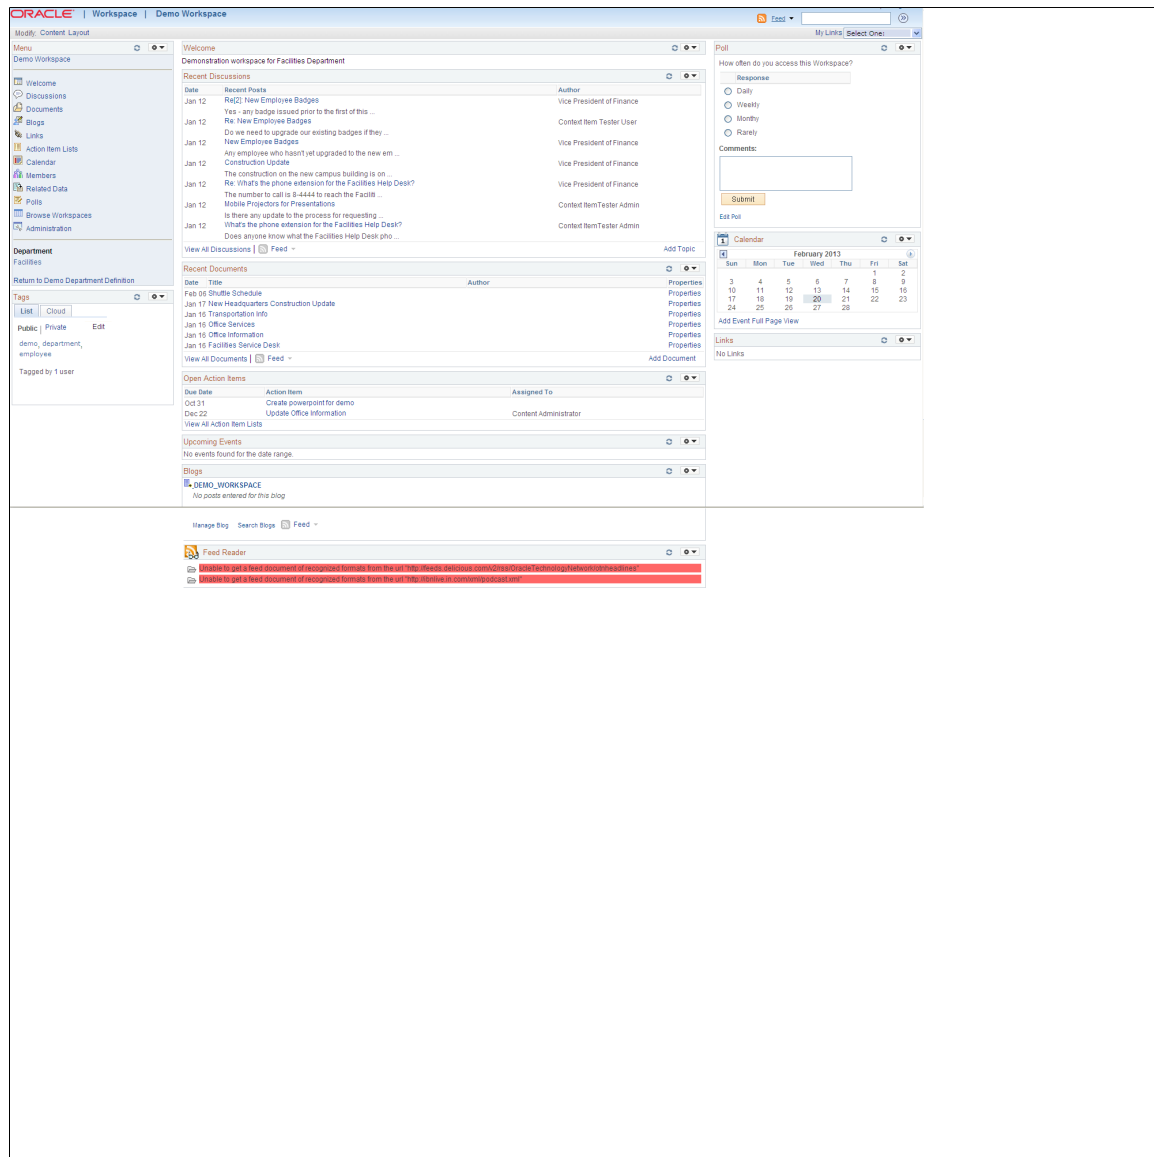 ORACLE | Workspace | Demo Workspace
Feed
Modify: Content Layout
My Links Select One:
Menu
Demo Workspace
Welcome
Discussions
Documents
Blogs
Links
Action Item Lists
Calendar
Members
Related Data
Polls
Browse Workspaces
Administration
Department
Facilities
Return to Demo Department Definition
Tags
List Cloud
Public | Private Edit
demo, department,
employee
Tagged by 1 user
Welcome
Demonstration workspace for Facilities Department
Recent Discussions
Date Recent Posts Author
Jan 12 Re[2]: New Employee Badges Vice President of Finance
Yes - any badge issued prior to the first of this ...
Jan 12 Re: New Employee Badges Context Item Tester User
Do we need to upgrade our existing badges if they ...
Jan 12 New Employee Badges Vice President of Finance
Any employee who hasn't yet upgraded to the new em ...
Jan 12 Construction Update Vice President of Finance
The construction on the new campus building is on ...
Jan 12 Re: What's the phone extension for the Facilities Help Desk? Vice President of Finance
The number to call is 8-4444 to reach the Faciliti ...
Jan 12 Mobile Projectors for Presentations Context ItemTester Admin
Is there any update to the process for requesting ...
Jan 12 What's the phone extension for the Facilities Help Desk? Context ItemTester Admin
Does anyone know what the Facilities Help Desk pho ...
View All Discussions | Feed Add Topic
Recent Documents
Date Title Author Properties
Feb 06 Shuttle Schedule Properties
Jan 17 New Headquarters Construction Update Properties
Jan 16 Transportation Info Properties
Jan 16 Office Services Properties
Jan 16 Office Information Properties
Jan 16 Facilities Service Desk Properties
View All Documents | Feed Add Document
Open Action Items
Due Date Action Item Assigned To
Oct 31 Create powerpoint for demo
Dec 22 Update Office Information Content Administrator
View All Action Item Lists
Upcoming Events
No events found for the date range.
Blogs
DEMO_WORKSPACE
No posts entered for this blog
Manage Blog Search Blogs Feed
Feed Reader
Unable to get a feed document of recognized formats from the url "http://feeds.delicious.com/v2/rss/OracleTechnologyNetwork/otnheadlines"
Unable to get a feed document of recognized formats from the url "http://ibnlive.in.com/xml/podcast.xml"
Poll
How often do you access this Workspace?
Response
Daily
Weekly
Monthy
Rarely
Comments:
Submit
Edit Poll
1 Calendar
February 2013
Sun Mon Tue Wed Thu Fri Sat
1 2
3 4 5 6 7 8 9
10 11 12 13 14 15 16
17 18 19 20 21 22 23
24 25 26 27 28
Add Event Full Page View
Links
No Links